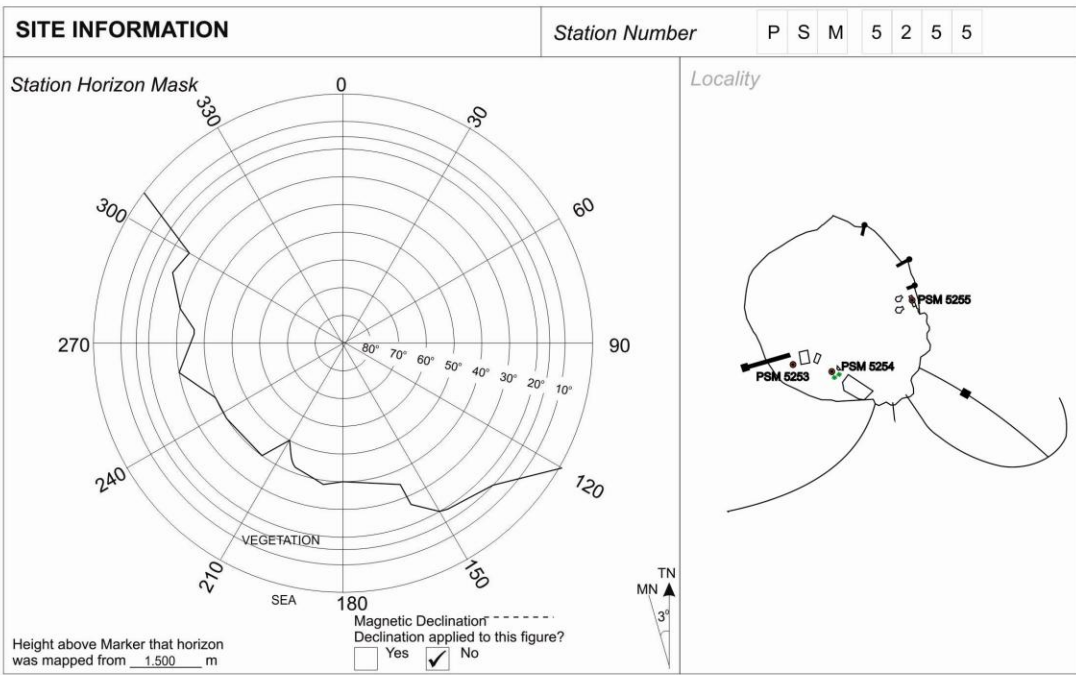 SITE INFORMATION
Station Number
P S M 5 2 5 5
Station Horizon Mask
0
30
60
90
120
150
180
210
240
270
300
330
80° 70° 60° 50° 40° 30° 20° 10°
VEGETATION
SEA
Height above Marker that horizon
was mapped from 1.500 m
Magnetic Declination
Declination applied to this figure?
Yes ✓ No
TN
MN
3°
Locality
PSM 5255
PSM 5254
PSM 5253